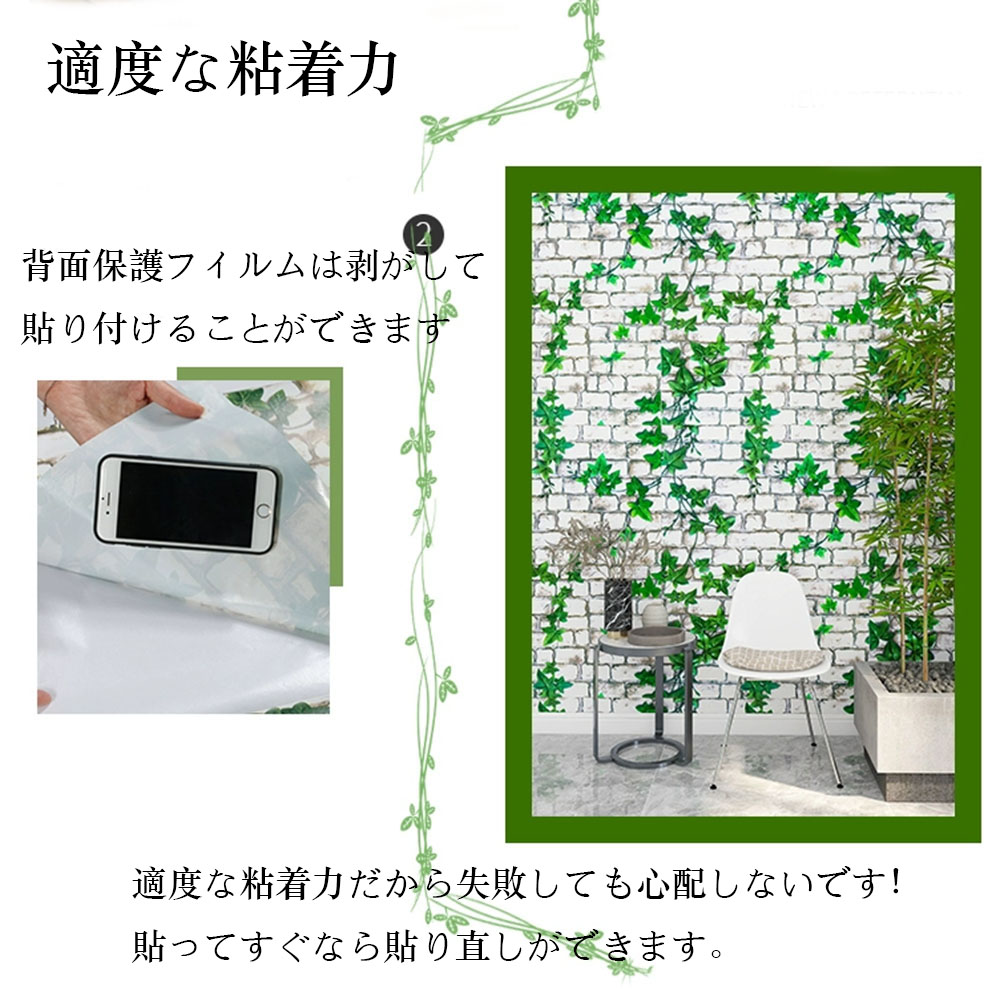 適度な粘着力
2
背面保護フィルムは剥がして
貼り付けることができます
適度な粘着力だから失敗しても心配しないです!
貼ってすぐなら貼り直しができます。